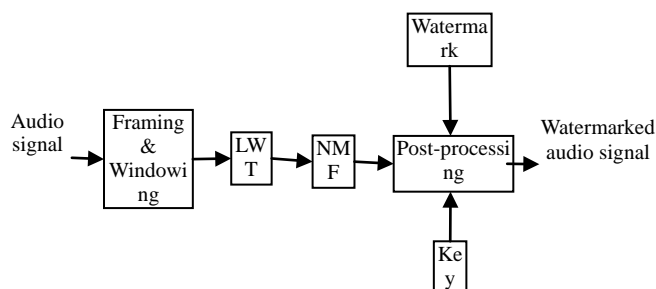 Waterma
rk
Audio
signal
Framing
&
Windowi
ng
LW
T
NM
F
Post-processi
ng
Watermarked
audio signal
Ke
y